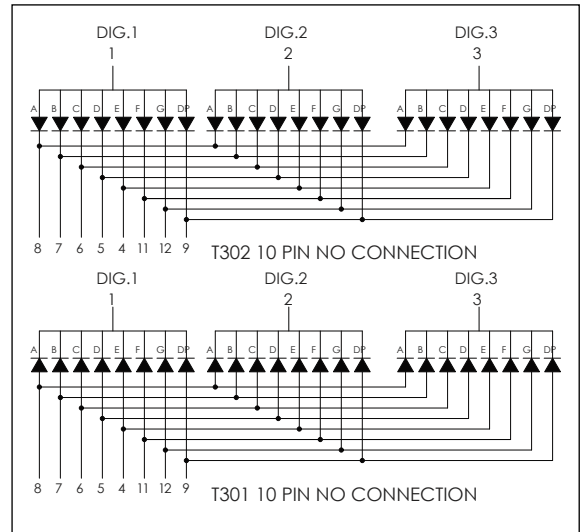 DIG.1 DIG.2 DIG.3
1 2 3
A B C D E F G DP A B C D E F G DP A B C D E F G DP
8 7 6 5 4 11 12 9 T302 10 PIN NO CONNECTION
DIG.1 DIG.2 DIG.3
1 2 3
A B C D E F G DP A B C D E F G DP A B C D E F G DP
8 7 6 5 4 11 12 9 T301 10 PIN NO CONNECTION